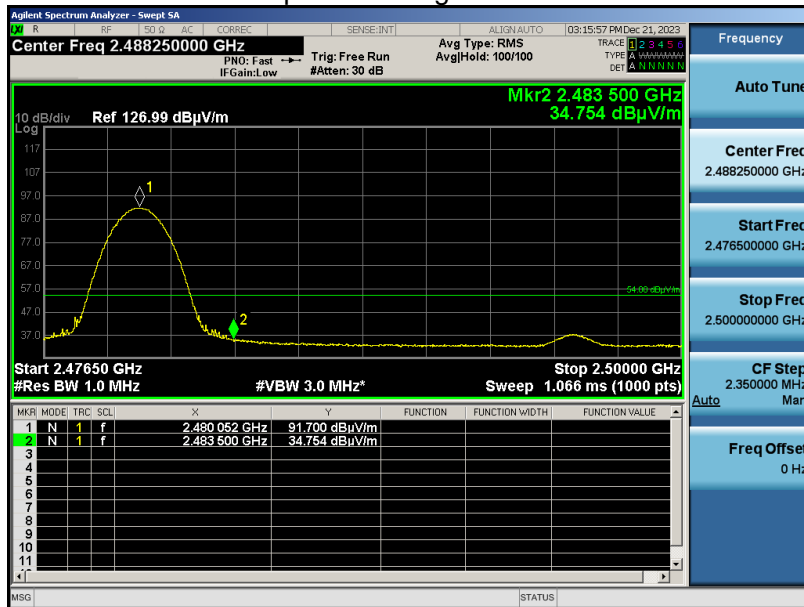 Agilent Spectrum Analyzer - Swept SA
LXI R RF 50 Ω AC CORREC SENSE:INT ALIGN AUTO 03:15:57 PM Dec 21, 2023
Center Freq 2.488250000 GHz
PNO: Fast
IFGain:Low
Trig: Free Run
#Atten: 30 dB
Avg Type: RMS
Avg|Hold: 100/100
TRACE 1 2 3 4 5 6
TYPE A WWWWW
DET A N N N N N
Mkr2 2.483 500 GHz
34.754 dBµV/m
10 dB/div Ref 126.99 dBµV/m
Log
117
107
97.0
87.0
77.0
67.0
57.0
47.0
37.0
1
2
54.00 dBµV/m
Start 2.47650 GHz Stop 2.50000 GHz
#Res BW 1.0 MHz #VBW 3.0 MHz* Sweep 1.066 ms (1000 pts)
MKR MODE TRC SCL X Y FUNCTION FUNCTION WIDTH FUNCTION VALUE
1 N 1 f 2.480 052 GHz 91.700 dBµV/m
2 N 1 f 2.483 500 GHz 34.754 dBµV/m
3
4
5
6
7
8
9
10
11
MSG STATUS
Frequency
Auto Tune
Center Freq
2.488250000 GHz
Start Freq
2.476500000 GHz
Stop Freq
2.500000000 GHz
CF Step
2.350000 MHz
Auto Man
Freq Offset
0 Hz